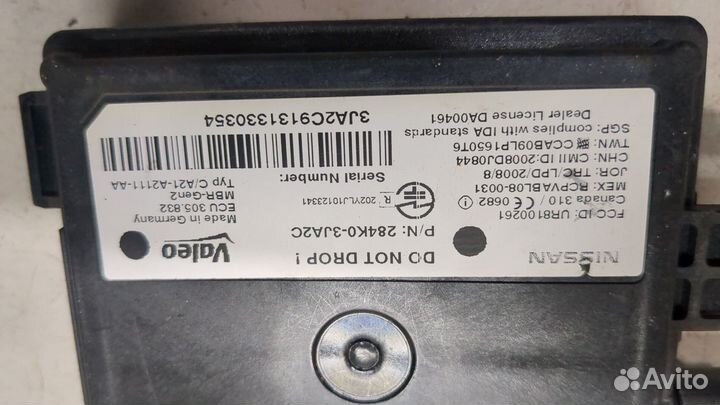 NISSAN
DO NOT DROP !
Valeo
FCC ID: URB100261
Canada 310 / CE 0682 !
MEX: RCPVABL08-0031
JOR: TRC/LPD/2008/8
CHN: CMII ID: 2008DJ0844
TWN: CCAB09LP1650T6
SGP: complies with IDA standards
Dealer License DA00461
P/N: 284K0-3JA2C
R 202YLJ10123341
Serial Number:
3JA2C9131330354
Made in Germany
ECU 305.832
MBR-Gen2
Typ C/A21-A2111-AA
Avito